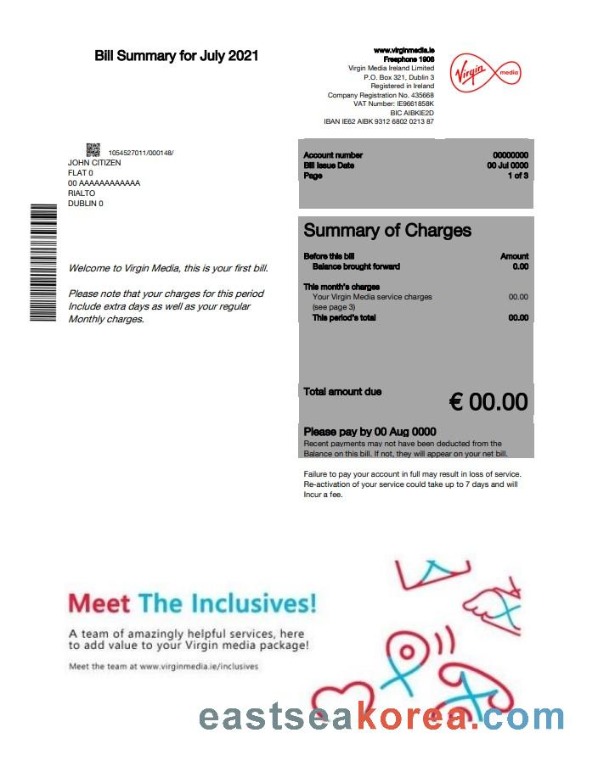 Bill Summary for July 2021
www.virginmedia.ie
Freephone 1908
Virgin Media Ireland Limited
P.O. Box 321, Dublin 3
Registered in Ireland
Company Registration No. 435668
VAT Number: IE9661858K
BIC AIBKIE2D
IBAN IE62 AIBK 9312 6802 0213 87
Virgin media
1054527011/000148/
JOHN CITIZEN
FLAT 0
00 AAAAAAAAAAAA
RIALTO
DUBLIN 0
Account number 00000000
Bill Issue Date 00 Jul 0000
Page 1 of 3
Summary of Charges
Before this bill Amount
Balance brought forward 0.00
This month's charges
Your Virgin Media service charges 00.00
(see page 3)
This period's total 00.00
Welcome to Virgin Media, this is your first bill.
Please note that your charges for this period
Include extra days as well as your regular
Monthly charges.
Total amount due
€ 00.00
Please pay by 00 Aug 0000
Recent payments may not have been deducted from the
Balance on this bill. If not, they will appear on your net bill.
Failure to pay your account in full may result in loss of service.
Re-activation of your service could take up to 7 days and will
Incur a fee.
Meet The Inclusives!
A team of amazingly helpful services, here
to add value to your Virgin media package!
Meet the team at www.virginmedia.ie/inclusives
eastseakorea.com